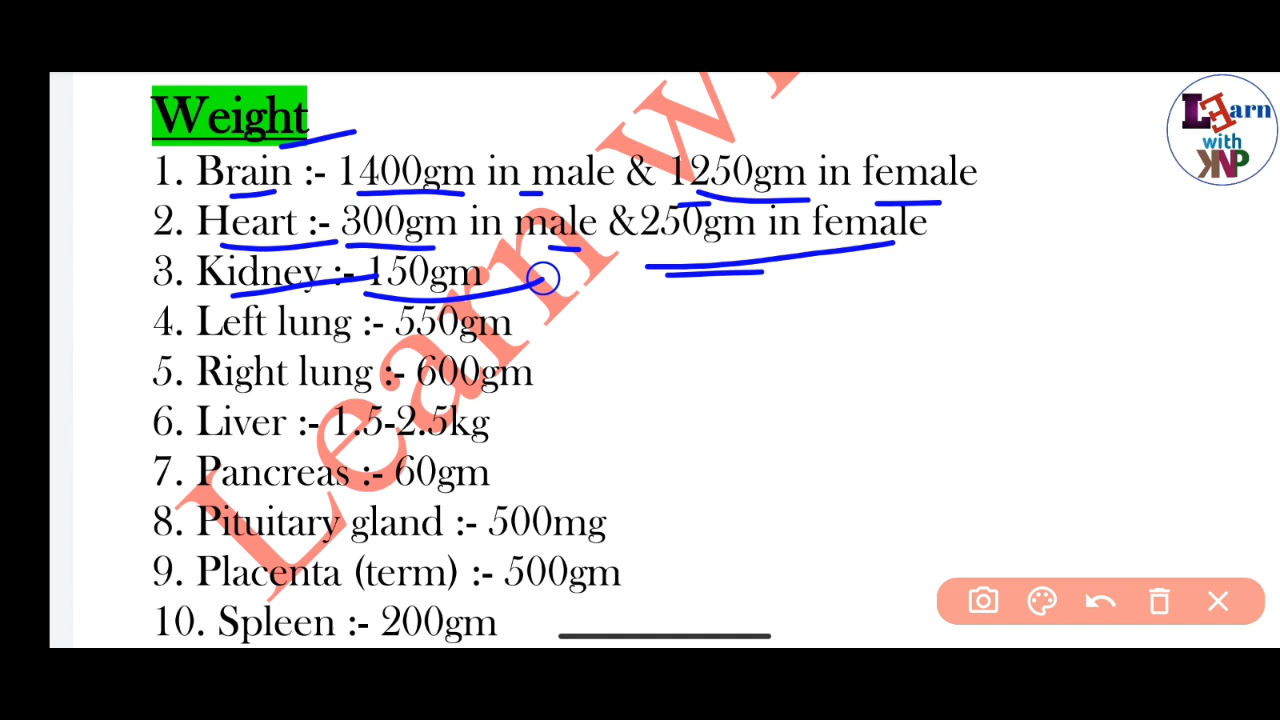 Weight
1. Brain :- 1400gm in male & 1250gm in female
2. Heart :- 300gm in male &250gm in female
3. Kidney :- 150gm
4. Left lung :- 550gm
5. Right lung :- 600gm
6. Liver :- 1.5-2.5kg
7. Pancreas :- 60gm
8. Pituitary gland :- 500mg
9. Placenta (term) :- 500gm
10. Spleen :- 200gm
Learn wi
LEarn
with
KNP